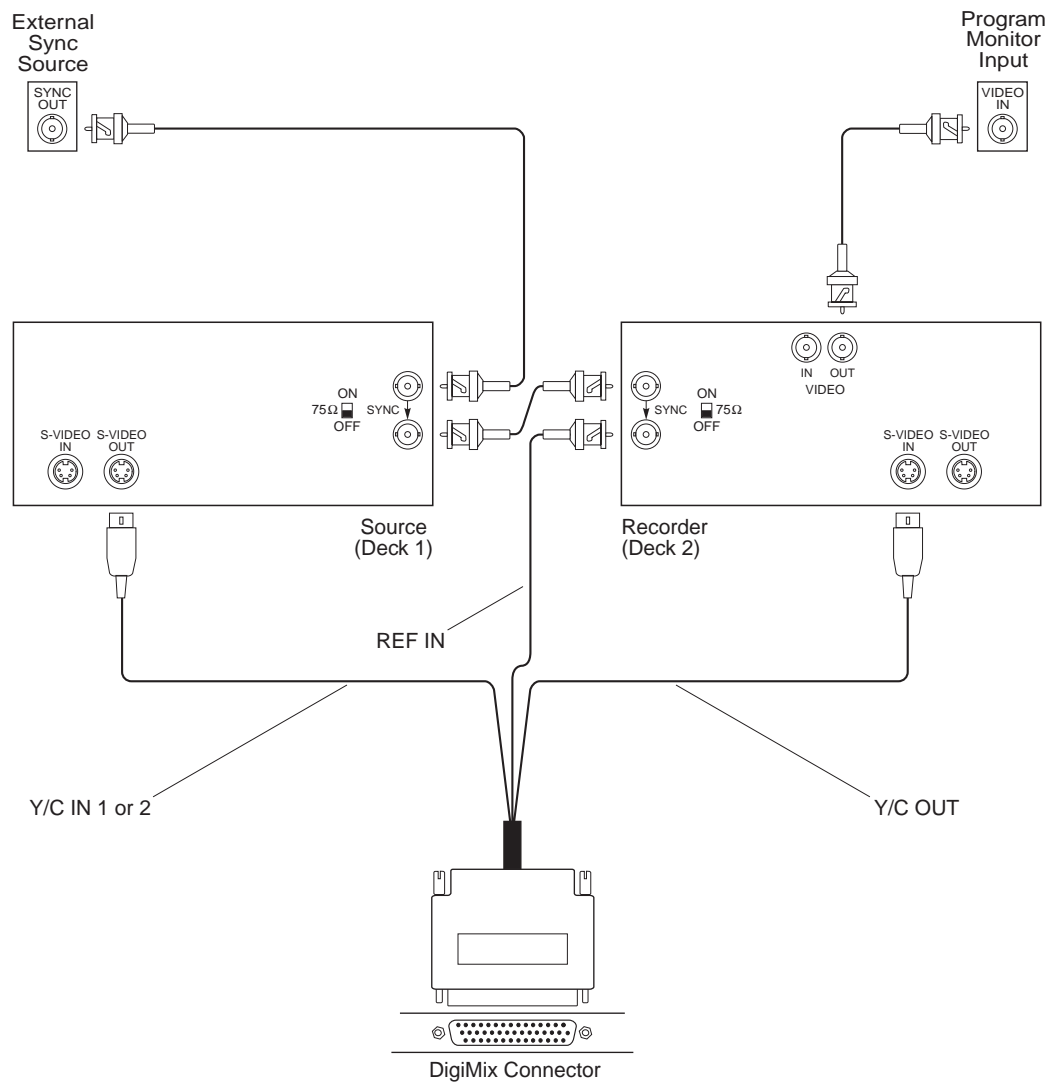 External
Sync
Source
SYNC
OUT
Program
Monitor
Input
VIDEO
IN
ON
75Ω
OFF
SYNC
S-VIDEO
IN
S-VIDEO
OUT
Source
(Deck 1)
IN OUT
VIDEO
SYNC
ON
75Ω
OFF
S-VIDEO
IN
S-VIDEO
OUT
Recorder
(Deck 2)
REF IN
Y/C IN 1 or 2
Y/C OUT
DigiMix Connector